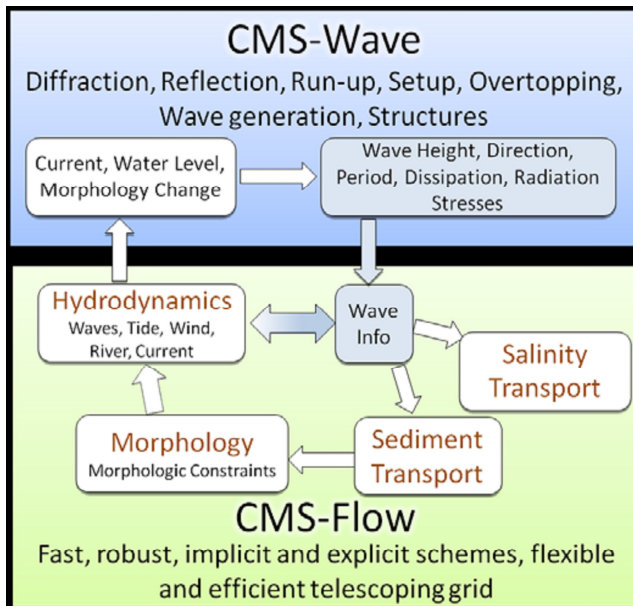 CMS-Wave
Diffraction, Reflection, Run-up, Setup, Overtopping,
Wave generation, Structures
Current, Water Level,
Morphology Change
Wave Height, Direction,
Period, Dissipation, Radiation
Stresses
Hydrodynamics
Waves, Tide, Wind,
River, Current
Wave
Info
Salinity
Transport
Morphology
Morphologic Constraints
Sediment
Transport
CMS-Flow
Fast, robust, implicit and explicit schemes, flexible
and efficient telescoping grid